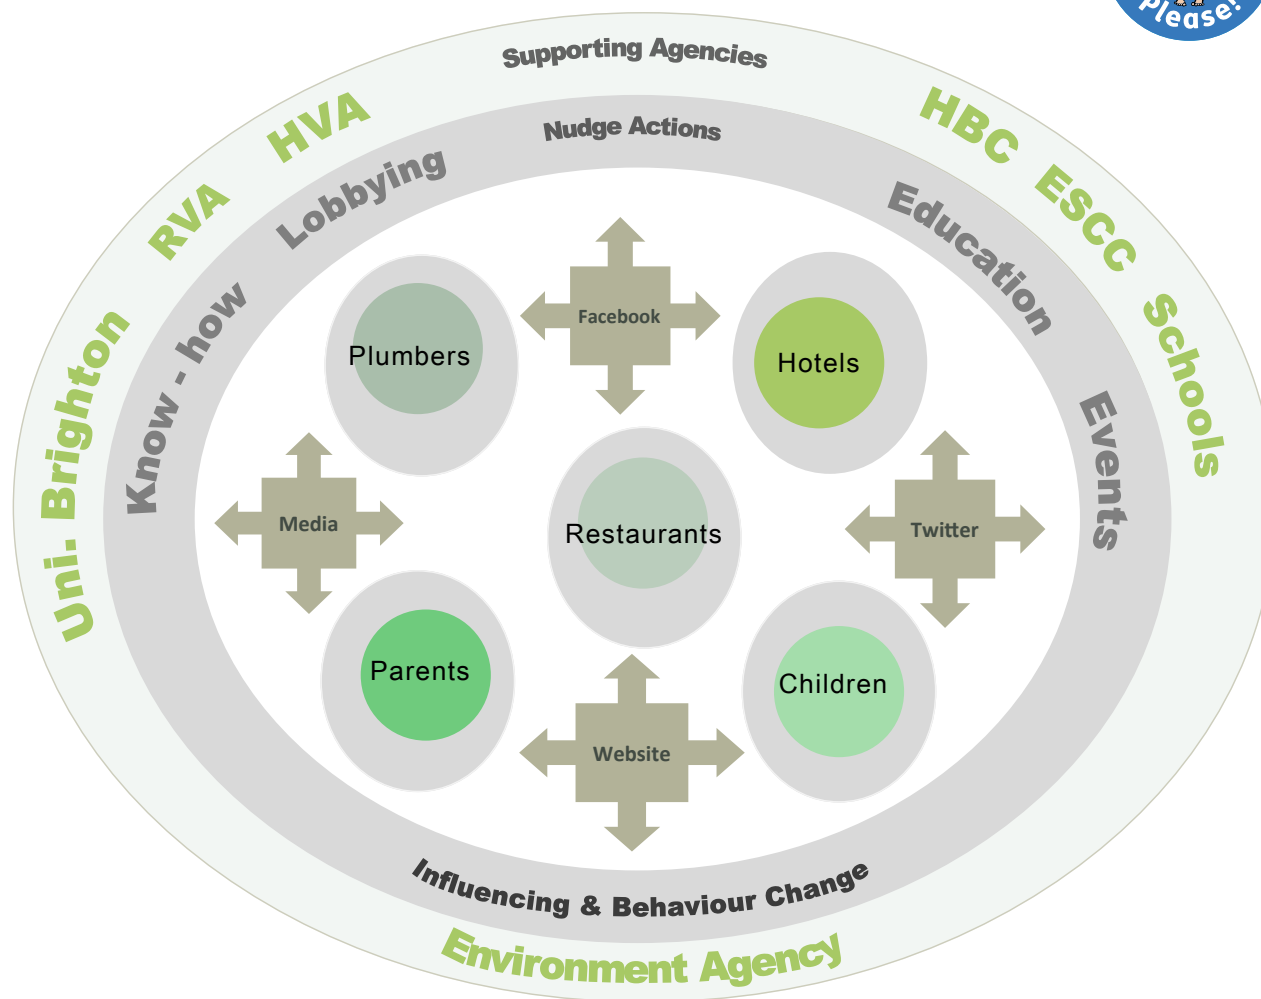 Please!
Supporting Agencies
HVA
HBC
RVA
ESCC
Uni. Brighton
Schools
Nudge Actions
Lobbying
Education
Know - how
Events
Facebook
Plumbers
Hotels
Media
Restaurants
Twitter
Parents
Children
Website
Influencing & Behaviour Change
Environment Agency